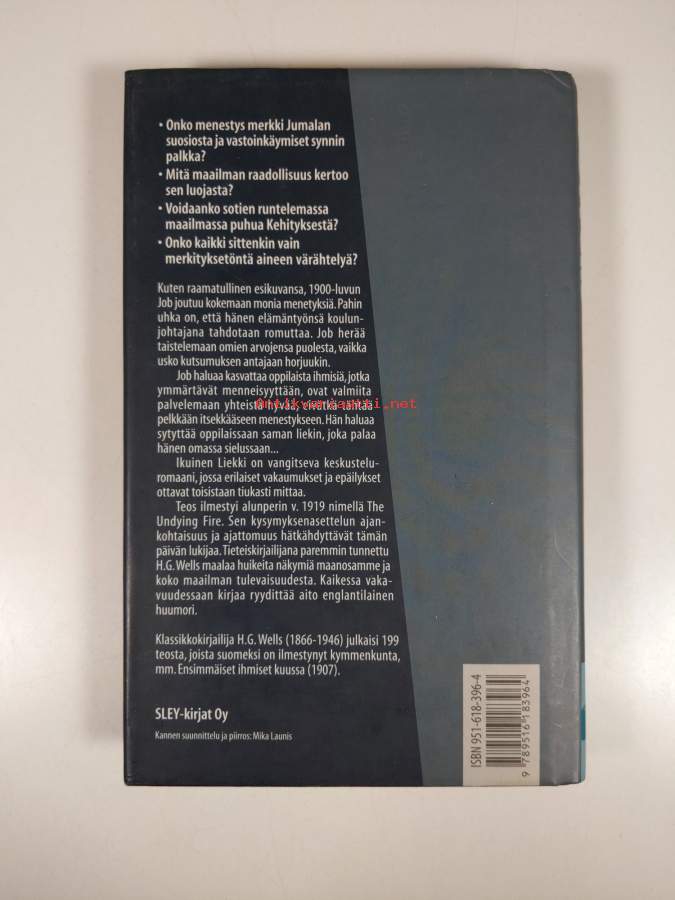 • Onko menestys merkki Jumalan
suosiosta ja vastoinkäymiset synnin
palkka?
• Mitä maailman raadollisuus kertoo
sen luojasta?
• Voidaanko sotien runtelemassa
maailmassa puhua Kehityksestä?
• Onko kaikki sittenkin vain
merkityksetöntä aineen värähtelyä?
Kuten raamatullinen esikuvansa, 1900-luvun
Job joutuu kokemaan monia menetyksiä. Pahin
uhka on, että hänen elämäntyönsä koulun-
johtajana tahdotaan romuttaa. Job herää
taistelemaan omien arvojensa puolesta, vaikka
usko kutsumuksen antajaan horjuukin.
Job haluaa kasvattaa oppilaista ihmisiä, jotka
ymmärtävät menneisyyttään, ovat valmiita
palvelemaan yhteistä hyvää, eivätkä tähtää
pelkkään itsekkääseen menestykseen. Hän haluaa
sytyttää oppilaissaan saman liekin, joka palaa
hänen omassa sielussaan...
Ikuinen Liekki on vangitseva keskustelu-
romaani, jossa erilaiset vakaumukset ja epäilykset
ottavat toisistaan tiukasti mittaa.
Teos ilmestyi alunperin v. 1919 nimellä The
Undying Fire. Sen kysymyksenasettelun ajan-
kohtaisuus ja ajattomuus hätkähdyttävät tämän
päivän lukijaa. Tieteiskirjailijana paremmin tunnettu
H.G. Wells maalaa huikeita näkymiä maanosamme ja
koko maailman tulevaisuudesta. Kaikessa vaka-
vuudessaan kirjaa ryydittää aito englantilainen
huumori.
Klassikkokirjailija H.G. Wells (1866-1946) julkaisi 199
teosta, joista suomeksi on ilmestynyt kymmenkunta,
mm. Ensimmäiset ihmiset kuussa (1907).
SLEY-kirjat Oy
Kannen suunnittelu ja piirros: Mika Launis
ISBN 951-618-396-4
9 789516 183964
Antikvariaatti.net